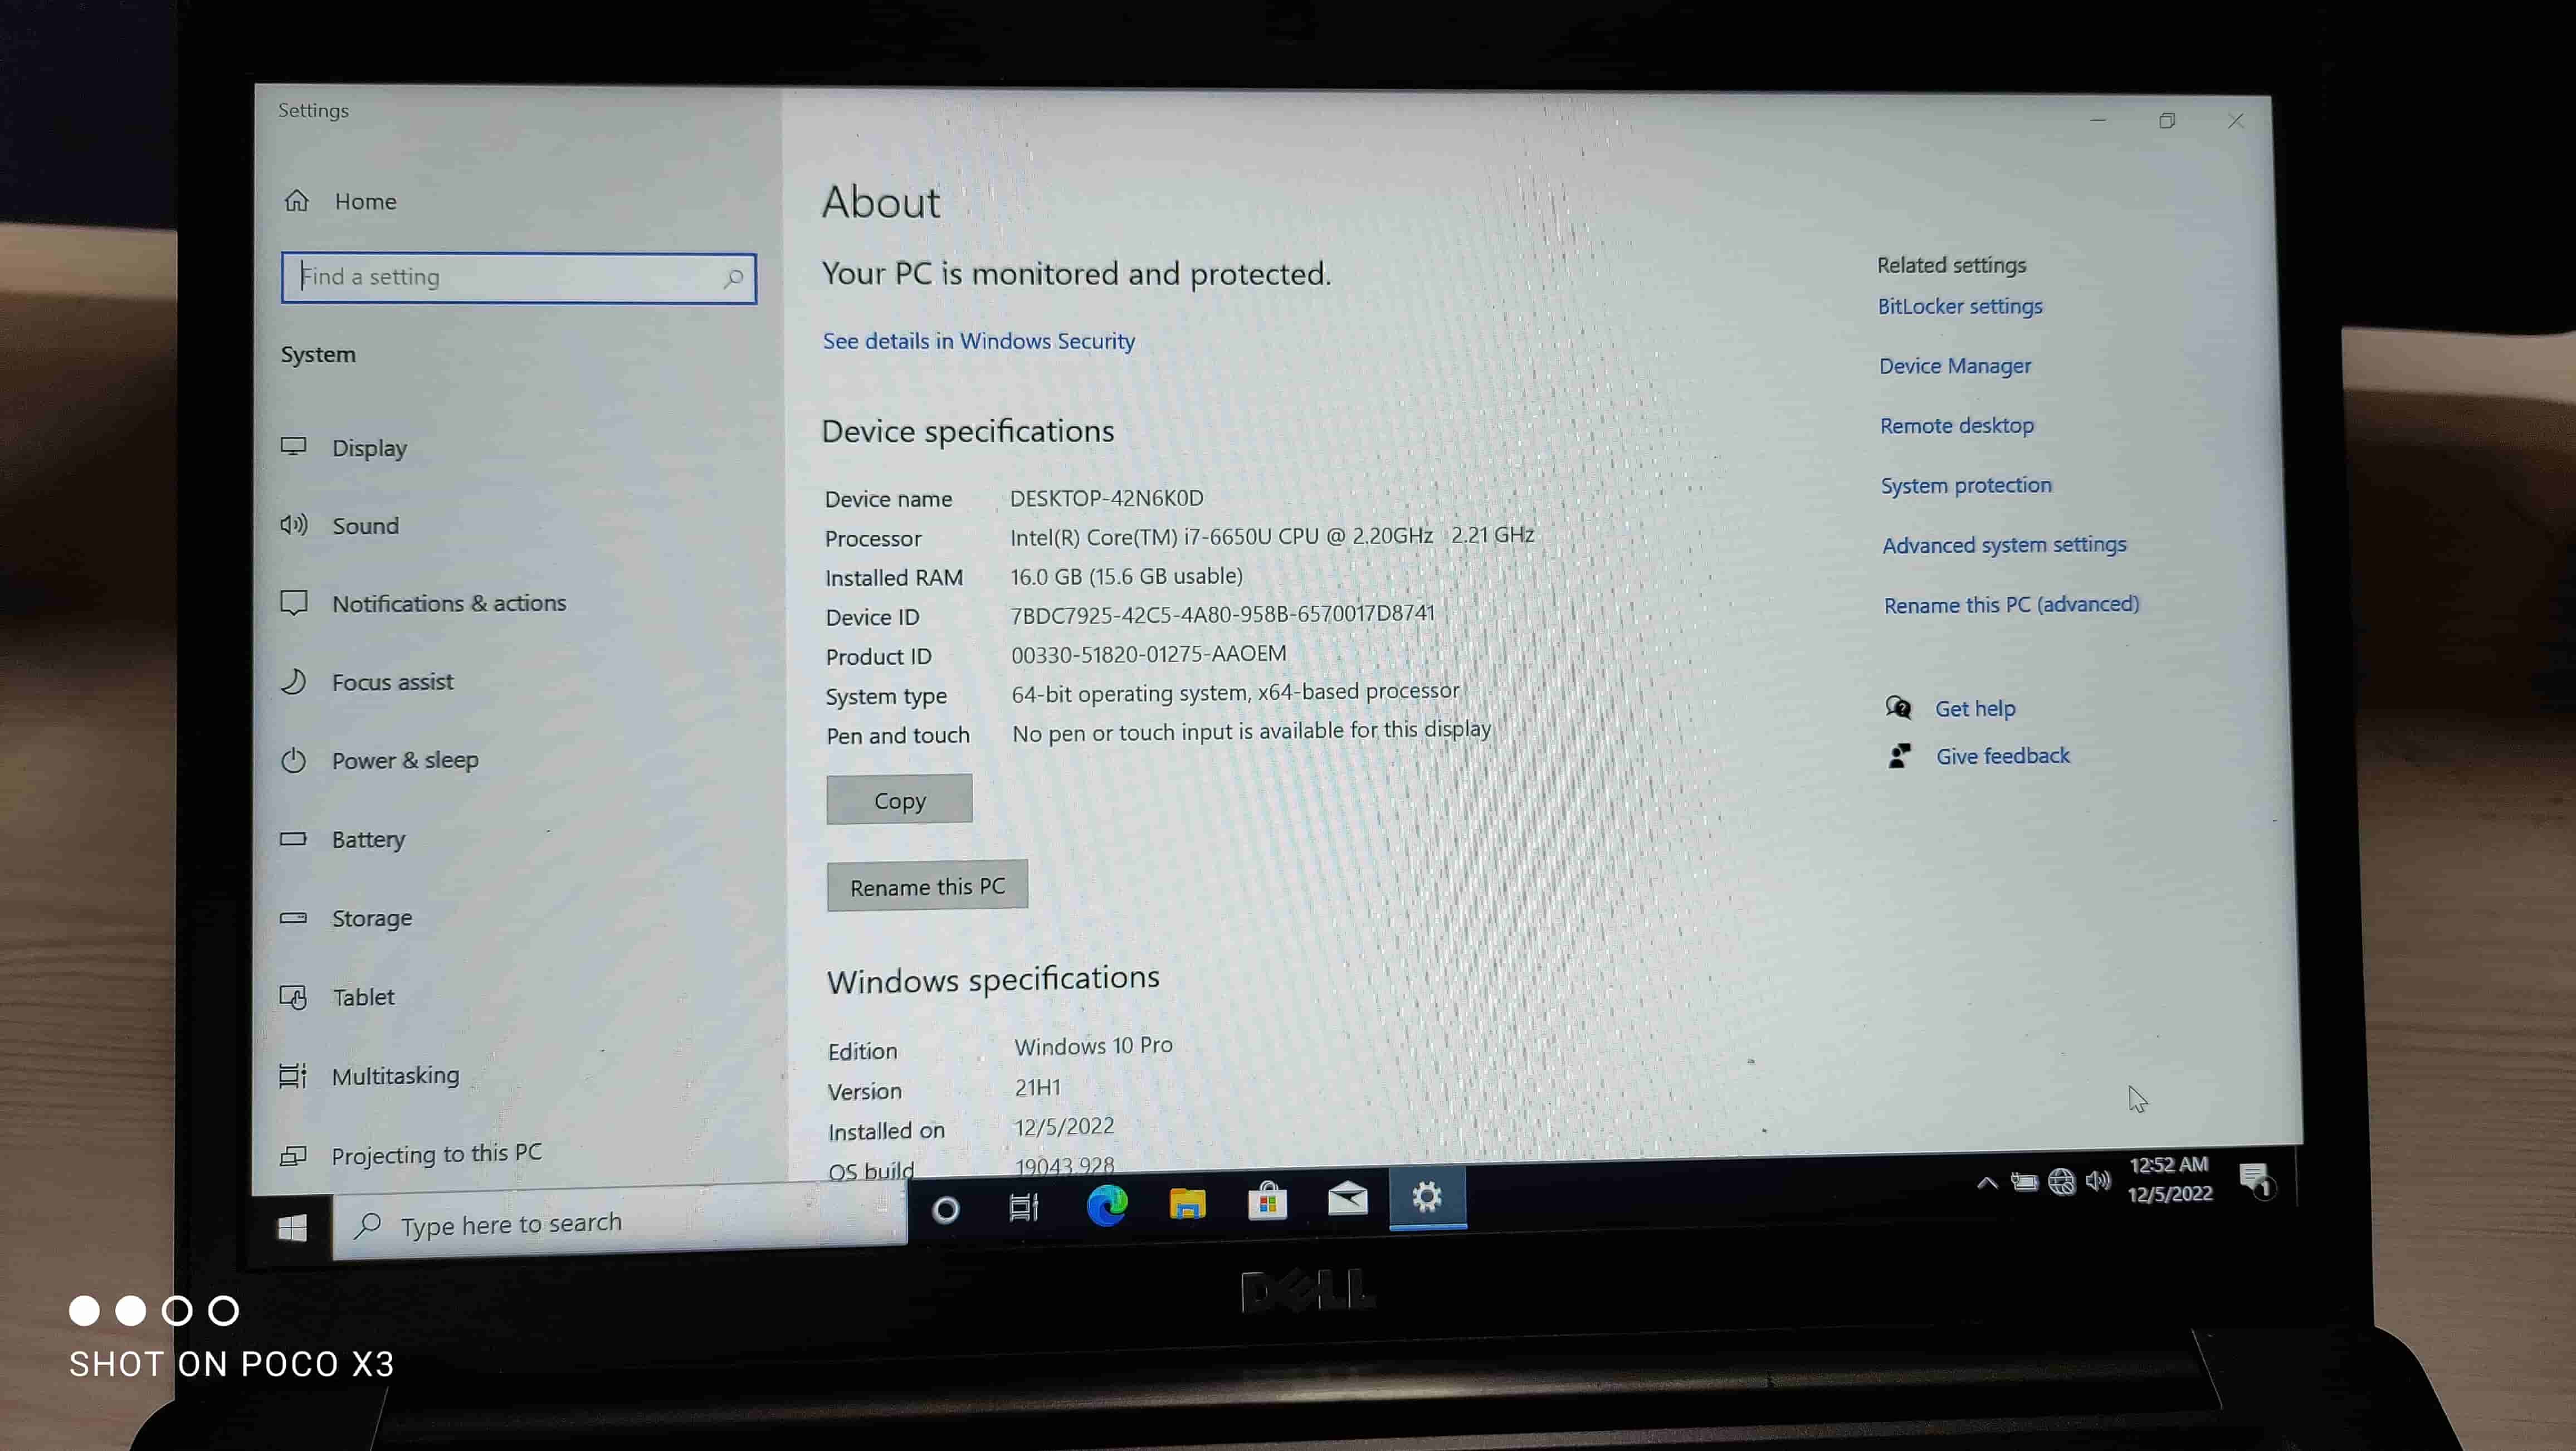 Settings
Home
Find a setting
System
Display
Sound
Notifications & actions
Focus assist
Power & sleep
Battery
Storage
Tablet
Multitasking
Projecting to this PC
About
Your PC is monitored and protected.
See details in Windows Security
Device specifications
Device name DESKTOP-42N6K0D
Processor Intel(R) Core(TM) i7-6650U CPU @ 2.20GHz 2.21 GHz
Installed RAM 16.0 GB (15.6 GB usable)
Device ID 7BDC7925-42C5-4A80-958B-6570017D8741
Product ID 00330-51820-01275-AAOEM
System type 64-bit operating system, x64-based processor
Pen and touch No pen or touch input is available for this display
Copy
Rename this PC
Windows specifications
Edition Windows 10 Pro
Version 21H1
Installed on 12/5/2022
OS build 19043.928
Related settings
BitLocker settings
Device Manager
Remote desktop
System protection
Advanced system settings
Rename this PC (advanced)
Get help
Give feedback
Type here to search
12:52 AM
12/5/2022
1
DELL
SHOT ON POCO X3